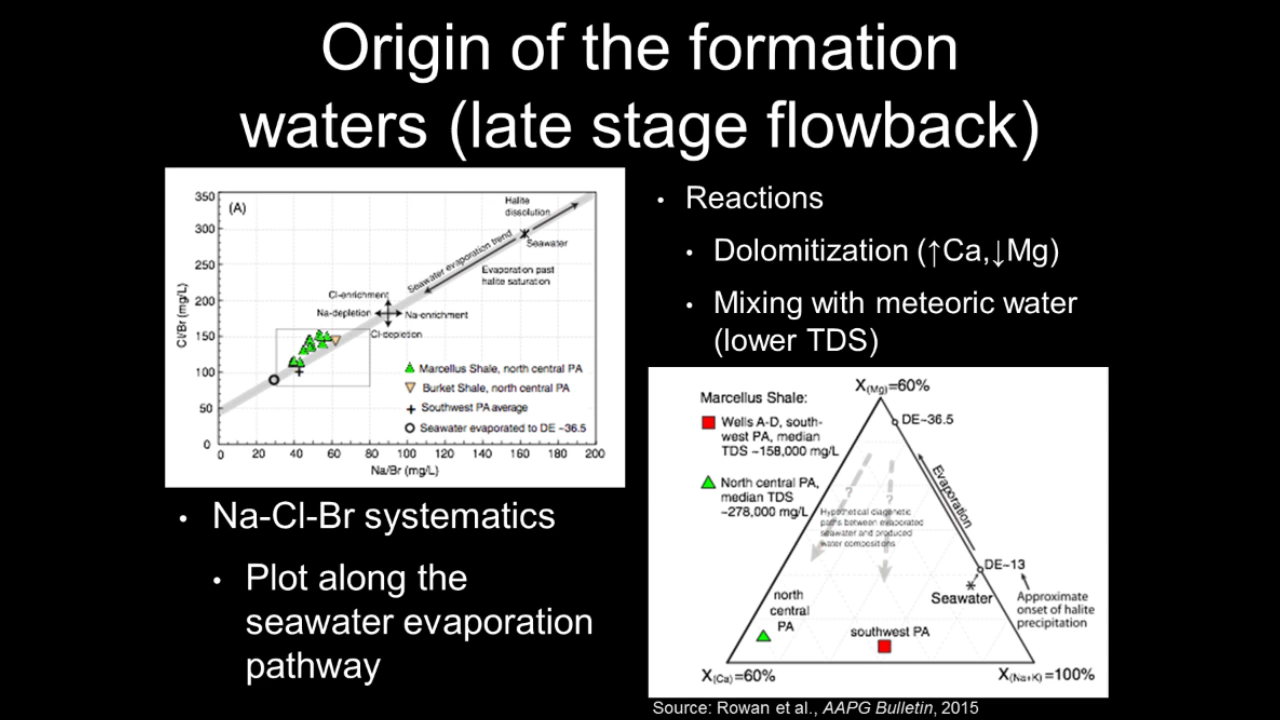 Origin of the formation
waters (late stage flowback)
(A)
350
300
250
200
150
100
50
0
Cl/Br (mg/L)
0 20 40 60 80 100 120 140 160 180 200
Na/Br (mg/L)
Halite
dissolution
Seawater
Seawater evaporation trend
Evaporation past
halite saturation
Cl-enrichment
Na-depletion
Na-enrichment
Cl-depletion
Marcellus Shale, north central PA
Burket Shale, north central PA
Southwest PA average
Seawater evaporated to DE ~36.5
• Na-Cl-Br systematics
• Plot along the
seawater evaporation
pathway
• Reactions
• Dolomitization (↑Ca,↓Mg)
• Mixing with meteoric water
(lower TDS)
X(Mg)=60%
Marcellus Shale:
Wells A-D, south-
west PA, median
TDS ~158,000 mg/L
North central PA,
median TDS
~278,000 mg/L
DE~36.5
Evaporation
? ?
Hypothetical diagenetic
paths between evaporated
seawater and produced
water compositions
DE~13
Seawater
Approximate
onset of halite
precipitation
north
central
PA
southwest PA
X(Ca)=60%
X(Na+K)=100%
Source: Rowan et al., AAPG Bulletin, 2015